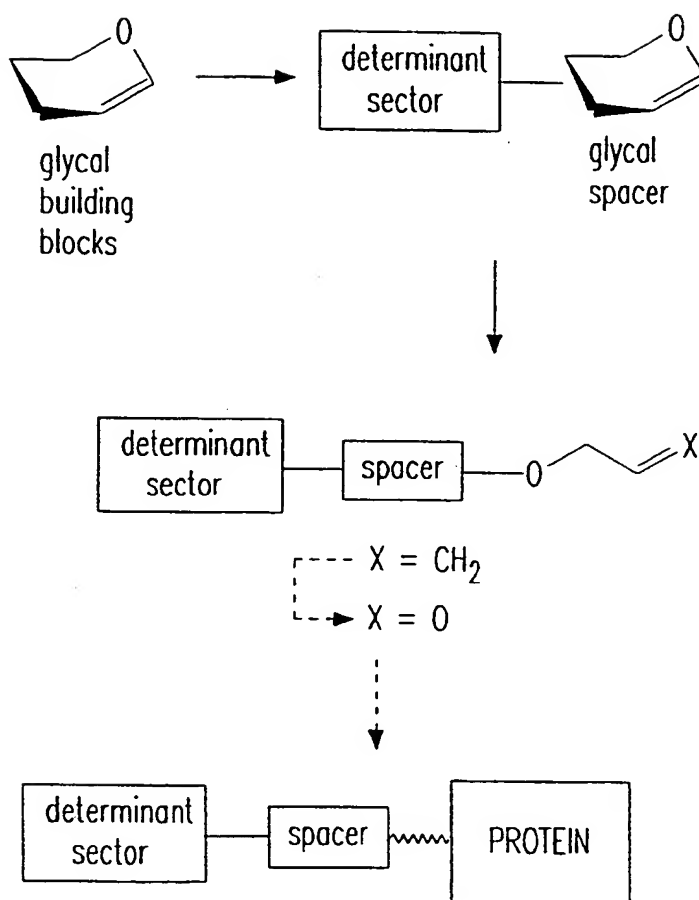 O
O
determinant
sector
glycal
building
blocks
glycal
spacer
determinant
sector
spacer
O
X
X = CH₂
X = O
determinant
sector
spacer
PROTEIN